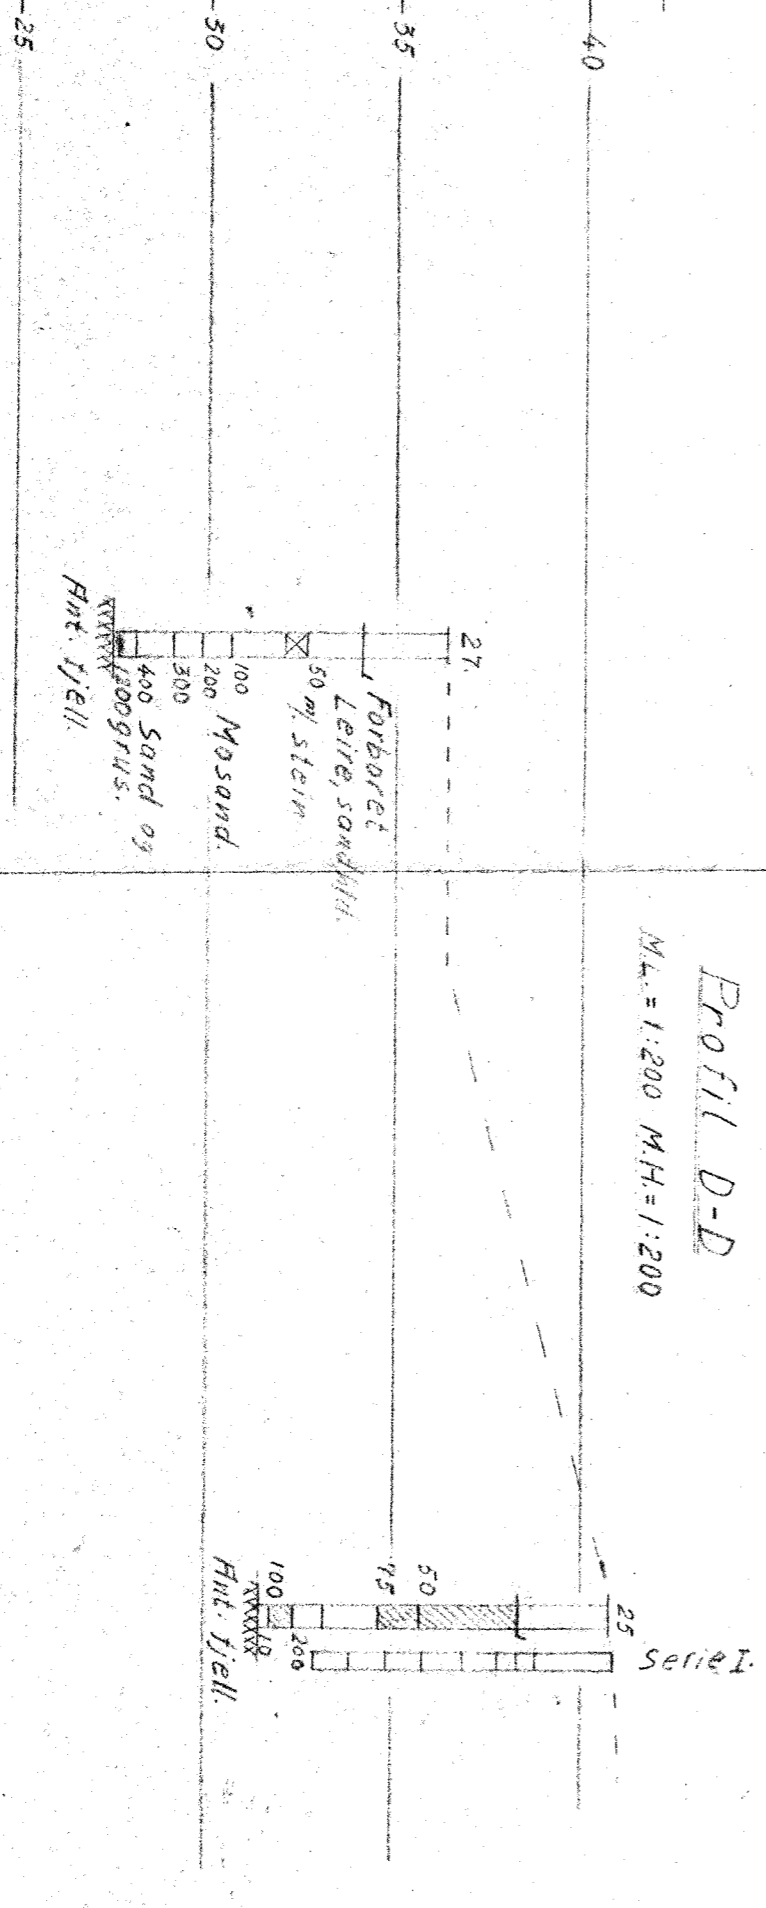 Profil D-D
M.L. = 1:200 M.H. = 1:200
40
35
30
25
27.
Forboret
Leire, sandbl.
50 m/ stein
100 Mosand.
200
300
400 Sand og
grus.
Ant. fjell.
25
Serie I.
50
75
100
200
Ant. fjell.